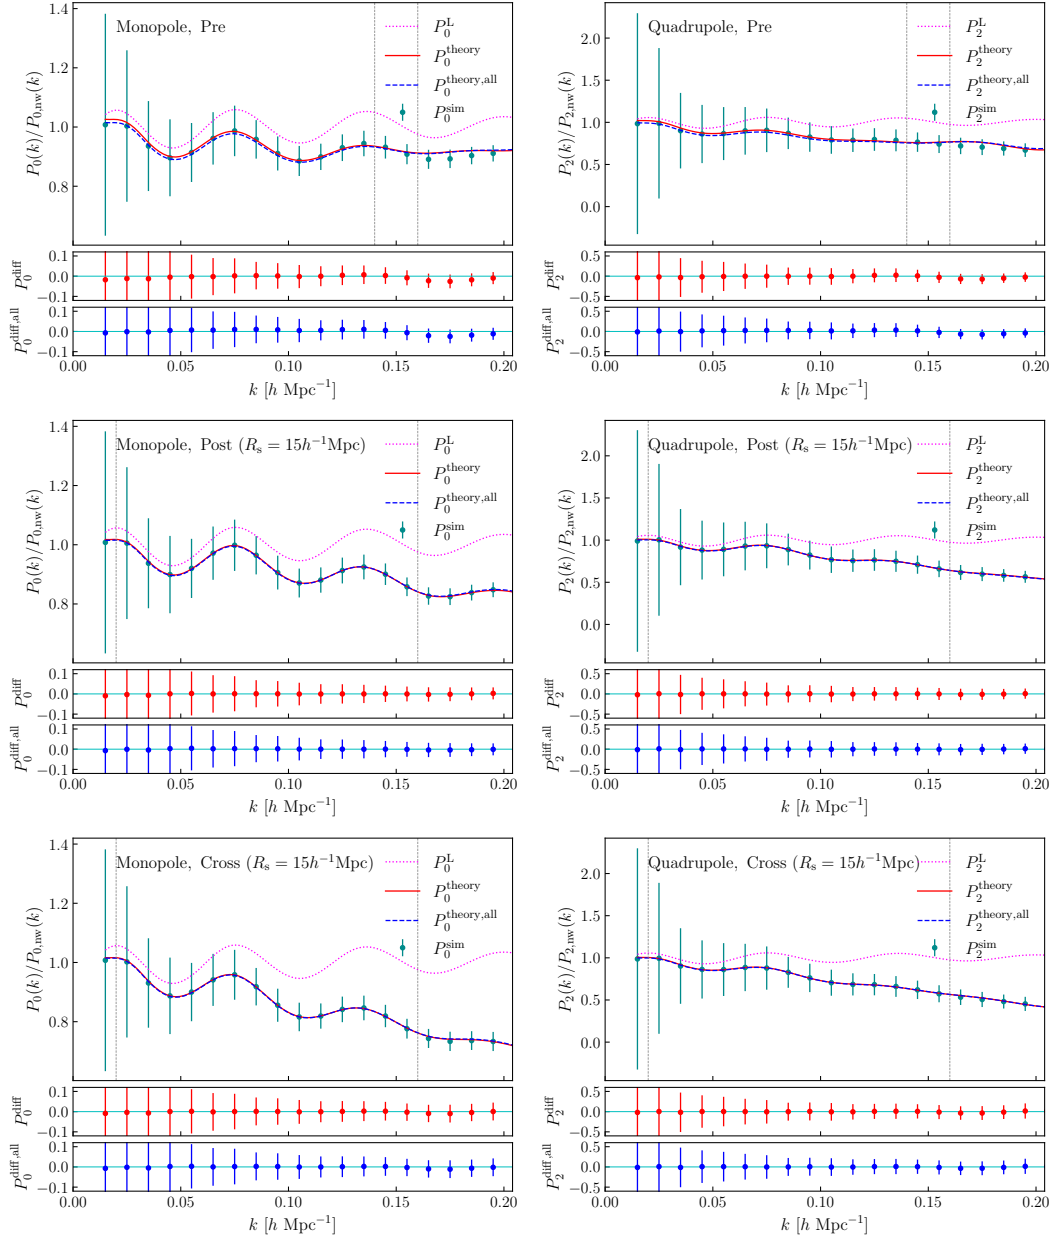 Monopole, Pre
P_0^L
P_0^theory
P_0^theory,all
P_0^sim
P_0(k)/P_0,nw(k)
1.4
1.2
1.0
0.8
P_0^diff
0.1
0.0
−0.1
P_0^diff,all
0.1
0.0
−0.1
0.00 0.05 0.10 0.15 0.20
k [h Mpc⁻¹]
Quadrupole, Pre
P_2^L
P_2^theory
P_2^theory,all
P_2^sim
P_2(k)/P_2,nw(k)
2.0
1.5
1.0
0.5
0.0
P_2^diff
0.5
0.0
−0.5
P_2^diff,all
0.5
0.0
−0.5
0.00 0.05 0.10 0.15 0.20
k [h Mpc⁻¹]
Monopole, Post (R_s = 15h⁻¹Mpc)
P_0^L
P_0^theory
P_0^theory,all
P_0^sim
P_0(k)/P_0,nw(k)
1.4
1.2
1.0
0.8
P_0^diff
0.1
0.0
−0.1
P_0^diff,all
0.1
0.0
−0.1
0.00 0.05 0.10 0.15 0.20
k [h Mpc⁻¹]
Quadrupole, Post (R_s = 15h⁻¹Mpc)
P_2^L
P_2^theory
P_2^theory,all
P_2^sim
P_2(k)/P_2,nw(k)
2.0
1.5
1.0
0.5
0.0
P_2^diff
0.5
0.0
−0.5
P_2^diff,all
0.5
0.0
−0.5
0.00 0.05 0.10 0.15 0.20
k [h Mpc⁻¹]
Monopole, Cross (R_s = 15h⁻¹Mpc)
P_0^L
P_0^theory
P_0^theory,all
P_0^sim
P_0(k)/P_0,nw(k)
1.4
1.2
1.0
0.8
P_0^diff
0.1
0.0
−0.1
P_0^diff,all
0.1
0.0
−0.1
0.00 0.05 0.10 0.15 0.20
k [h Mpc⁻¹]
Quadrupole, Cross (R_s = 15h⁻¹Mpc)
P_2^L
P_2^theory
P_2^theory,all
P_2^sim
P_2(k)/P_2,nw(k)
2.0
1.5
1.0
0.5
0.0
P_2^diff
0.5
0.0
−0.5
P_2^diff,all
0.5
0.0
−0.5
0.00 0.05 0.10 0.15 0.20
k [h Mpc⁻¹]